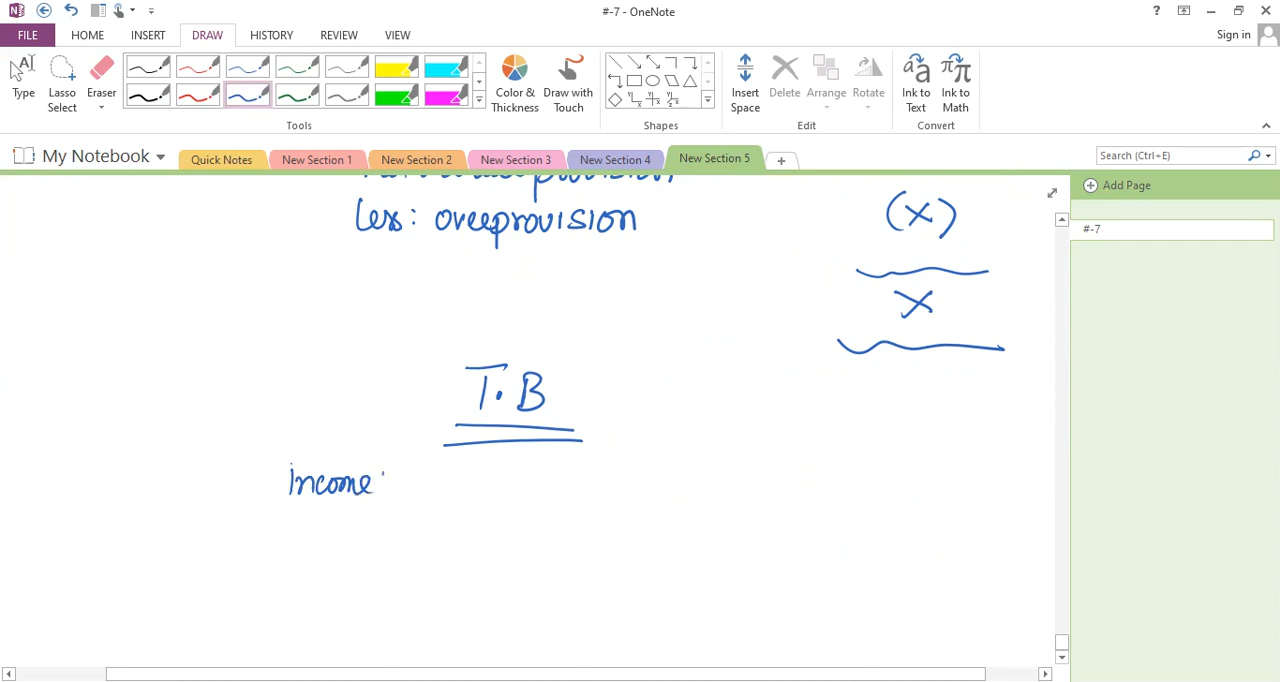 #-7 - OneNote
?
Sign in
FILE HOME INSERT DRAW HISTORY REVIEW VIEW
Type
Lasso Select
Eraser
Color & Thickness
Draw with Touch
Insert Space
Delete
Arrange
Rotate
Ink to Text
Ink to Math
Tools Shapes Edit Convert
My Notebook Quick Notes New Section 1 New Section 2 New Section 3 New Section 4 New Section 5
Search (Ctrl+E)
Add Page
#-7
less: overprovision (x)
x
T.B
income